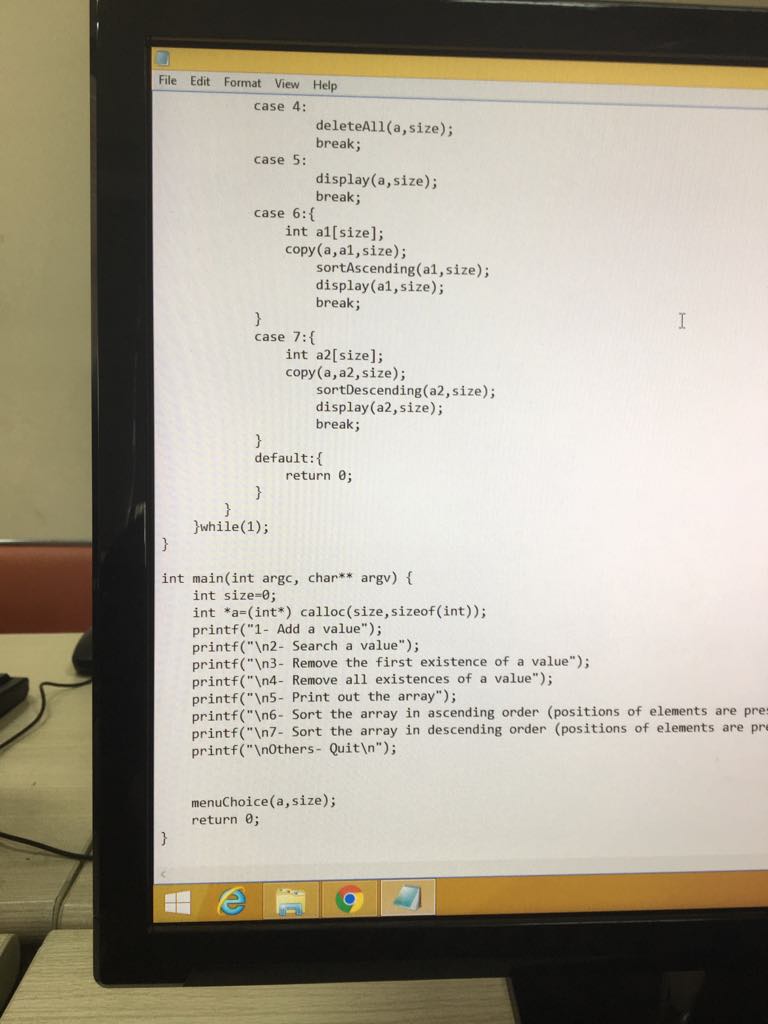 File Edit Format View Help
case 4:
deleteAll(a,size);
break;
case 5:
display(a,size);
break;
case 6:{
int a1[size];
copy(a,a1,size);
sortAscending(a1,size);
display(a1,size);
break;
}
case 7:{
int a2[size];
copy(a,a2,size);
sortDescending(a2,size);
display(a2,size);
break;
}
default:{
return 0;
}
}
}while(1);
}
int main(int argc, char** argv) {
int size=0;
int *a=(int*) calloc(size,sizeof(int));
printf("1- Add a value");
printf("\n2- Search a value");
printf("\n3- Remove the first existence of a value");
printf("\n4- Remove all existences of a value");
printf("\n5- Print out the array");
printf("\n6- Sort the array in ascending order (positions of elements are pres
printf("\n7- Sort the array in descending order (positions of elements are pre
printf("\nOthers- Quit\n");
menuChoice(a,size);
return 0;
}